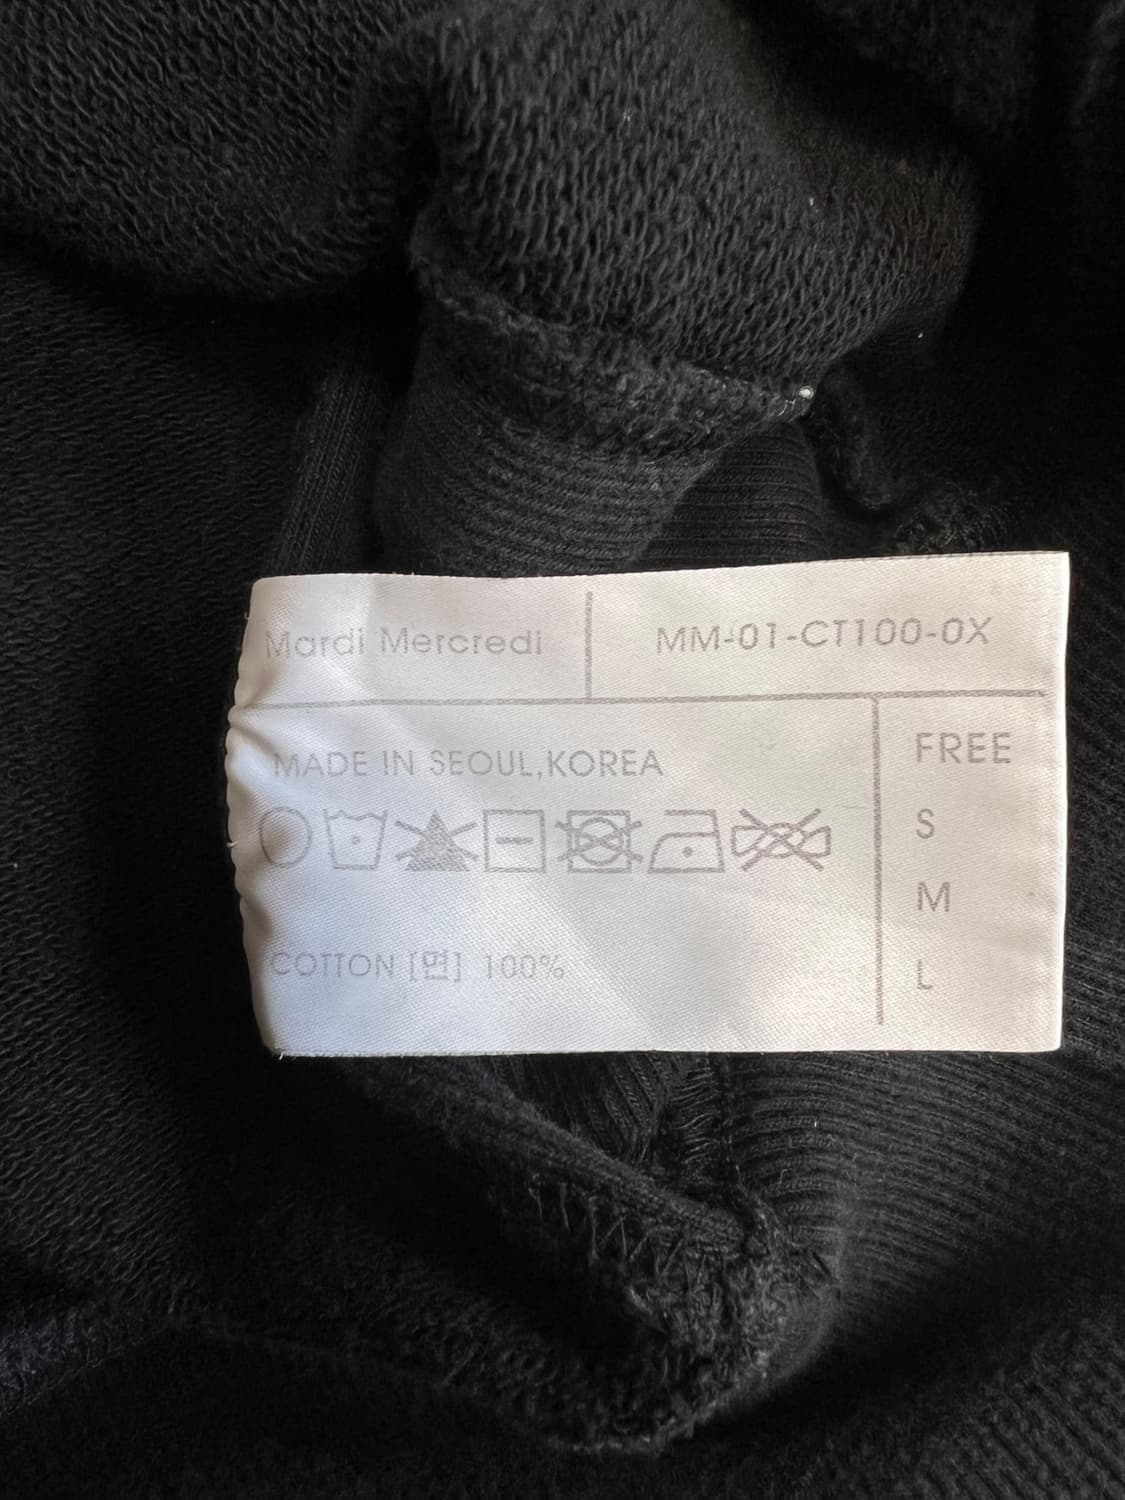 Mardi Mercredi
MM-01-CT100-0X
MADE IN SEOUL,KOREA
COTTON [면] 100%
FREE
S
M
L